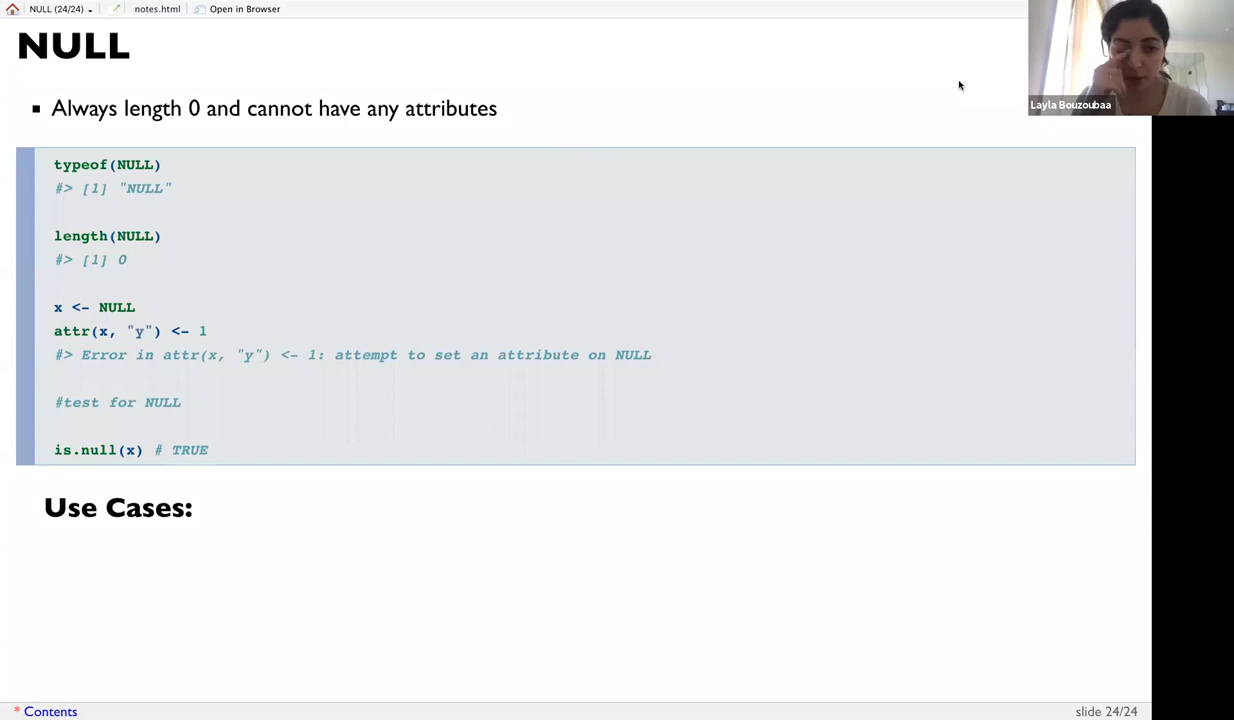 NULL (24/24)
notes.html
Open in Browser
NULL
Layla Bouzoubaa
▪ Always length 0 and cannot have any attributes
typeof(NULL)
#> [1] "NULL"
length(NULL)
#> [1] 0
x <- NULL
attr(x, "y") <- 1
#> Error in attr(x, "y") <- 1: attempt to set an attribute on NULL
#test for NULL
is.null(x) # TRUE
Use Cases:
* Contents
slide 24/24